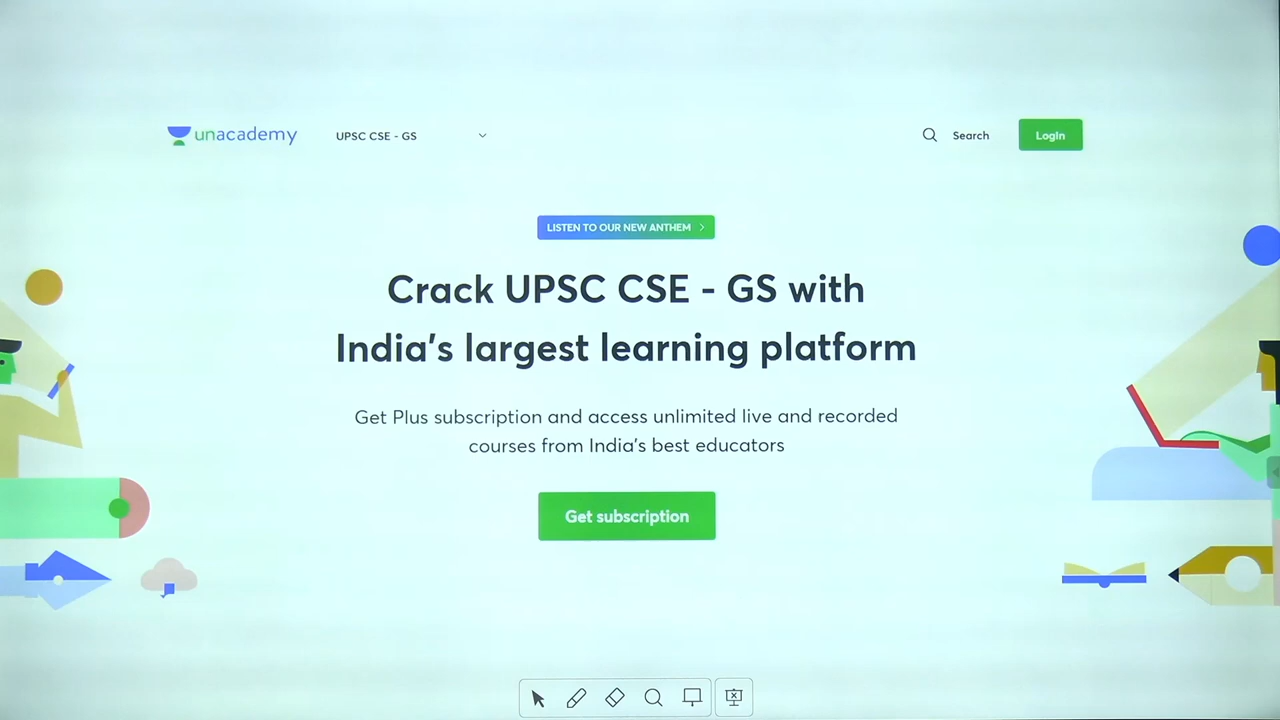 unacademy
UPSC CSE - GS
Search
LogIn
LISTEN TO OUR NEW ANTHEM
Crack UPSC CSE - GS with
India's largest learning platform
Get Plus subscription and access unlimited live and recorded
courses from India's best educators
Get subscription